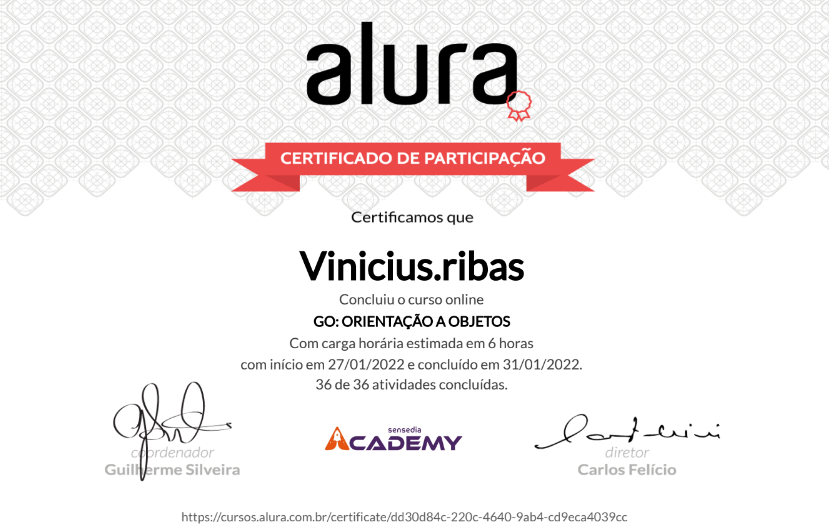 alura
CERTIFICADO DE PARTICIPAÇÃO
Certificamos que
Vinicius.ribas
Concluiu o curso online
GO: ORIENTAÇÃO A OBJETOS
Com carga horária estimada em 6 horas
com início em 27/01/2022 e concluído em 31/01/2022.
36 de 36 atividades concluídas.
coordenador
Guilherme Silveira
sensedia
ACADEMY
diretor
Carlos Felício
https://cursos.alura.com.br/certificate/dd30d84c-220c-4640-9ab4-cd9eca4039cc